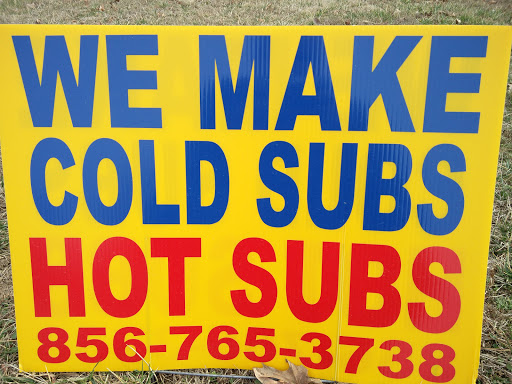 WE MAKE
COLD SUBS
HOT SUBS
856-765-3738